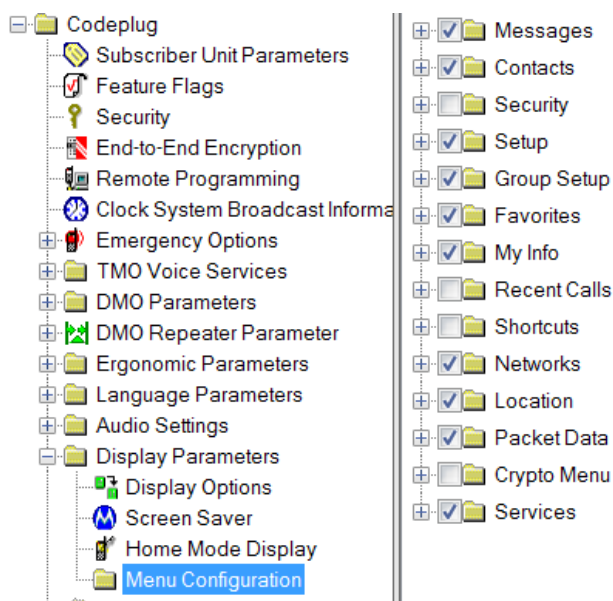 Codeplug
Subscriber Unit Parameters
Feature Flags
Security
End-to-End Encryption
Remote Programming
Clock System Broadcast Informa
Emergency Options
TMO Voice Services
DMO Parameters
DMO Repeater Parameter
Ergonomic Parameters
Language Parameters
Audio Settings
Display Parameters
Display Options
Screen Saver
Home Mode Display
Menu Configuration
Messages
Contacts
Security
Setup
Group Setup
Favorites
My Info
Recent Calls
Shortcuts
Networks
Location
Packet Data
Crypto Menu
Services